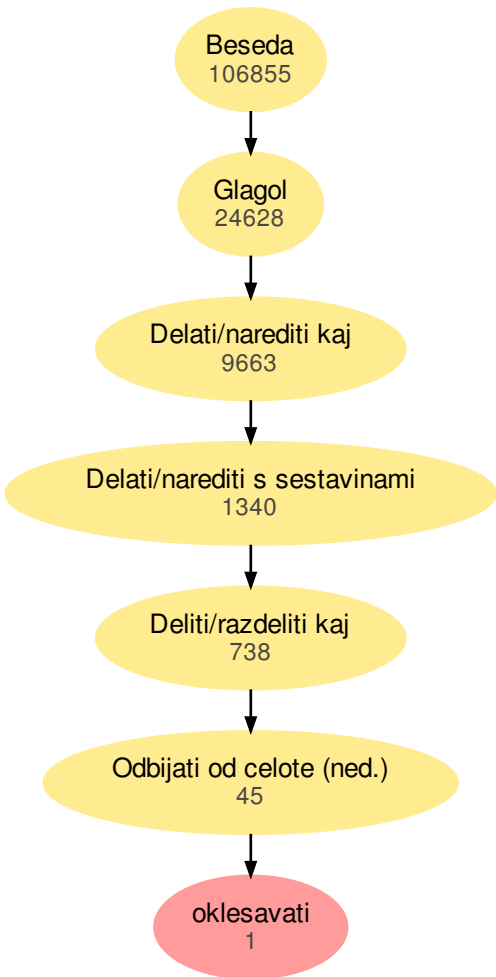 Beseda
106855
Glagol
24628
Delati/narediti kaj
9663
Delati/narediti s sestavinami
1340
Deliti/razdeliti kaj
738
Odbijati od celote (ned.)
45
oklesavati
1